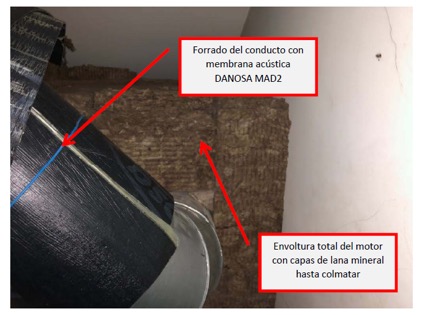 Forrado del conducto con
membrana acústica
DANOSA MAD2
Envoltura total del motor
con capas de lana mineral
hasta colmatar